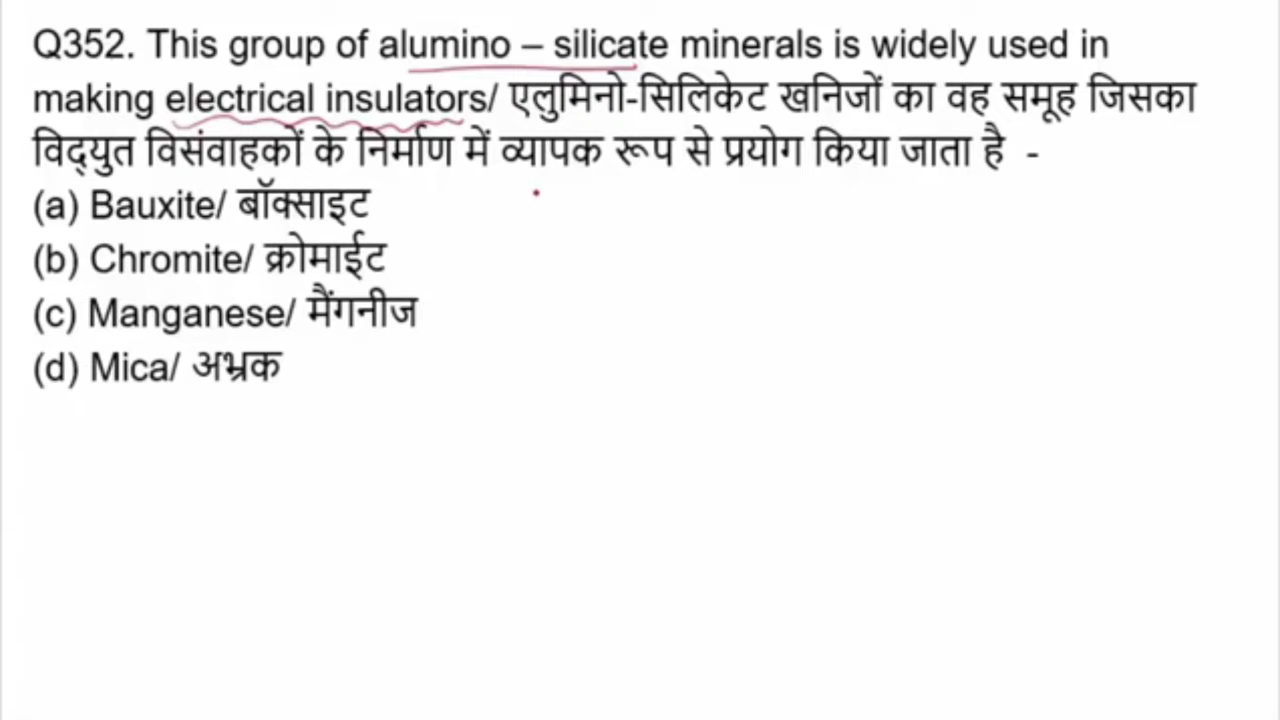 Q352. This group of alumino – silicate minerals is widely used in
making electrical insulators/ एलुमिनो-सिलिकेट खनिजों का वह समूह जिसका
विद्युत विसंवाहकों के निर्माण में व्यापक रूप से प्रयोग किया जाता है -
(a) Bauxite/ बॉक्साइट
(b) Chromite/ क्रोमाईट
(c) Manganese/ मैंगनीज
(d) Mica/ अभ्रक